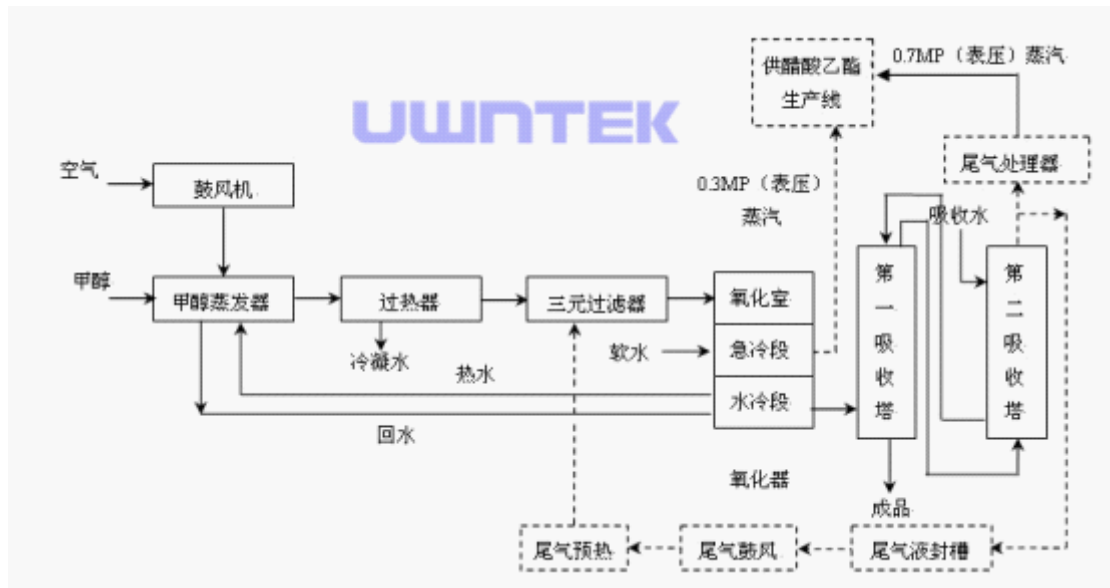 UWNTEK
供醋酸乙酯
生产线
0.7MP（表压）蒸汽
空气
鼓风机
0.3MP（表压）
蒸汽
尾气处理器
吸收水
甲醇
甲醇蒸发器
过热器
三元过滤器
氧化室
急冷段
水冷段
第一吸收塔
第二吸收塔
冷凝水
软水
热水
回水
氧化器
成品
尾气预热
尾气鼓风
尾气液封槽